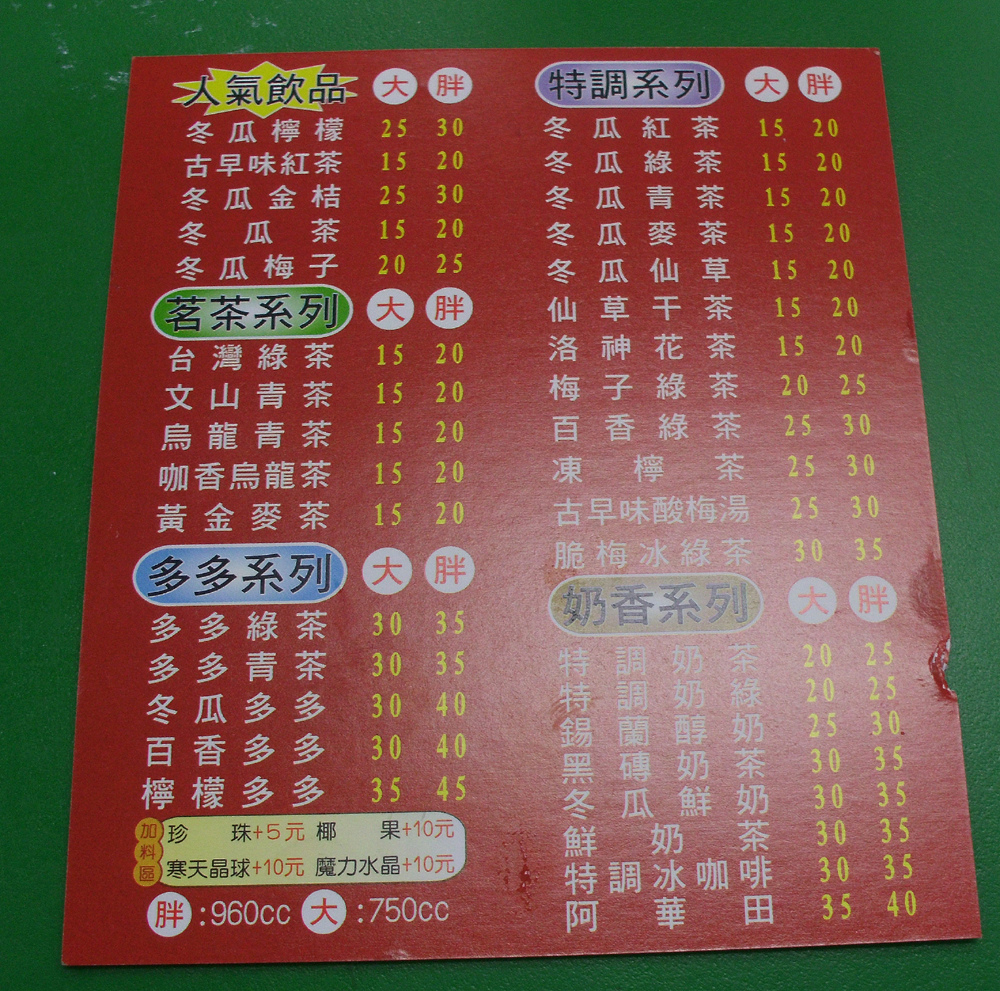 人氣飲品 大 胖
冬瓜檸檬 25 30
古早味紅茶 15 20
冬瓜金桔 25 30
冬瓜茶 15 20
冬瓜梅子 20 25
茗茶系列 大 胖
台灣綠茶 15 20
文山青茶 15 20
烏龍青茶 15 20
咖香烏龍茶 15 20
黃金麥茶 15 20
多多系列 大 胖
多多綠茶 30 35
多多青茶 30 35
冬瓜多多 30 40
百香多多 30 40
檸檬多多 35 45
加料區
珍珠+5元 椰果+10元
寒天晶球+10元 魔力水晶+10元
胖:960cc 大:750cc
特調系列 大 胖
冬瓜紅茶 15 20
冬瓜綠茶 15 20
冬瓜青茶 15 20
冬瓜麥茶 15 20
冬瓜仙草 15 20
仙草干茶 15 20
洛神花茶 15 20
梅子綠茶 20 25
百香綠茶 25 30
凍檸茶 25 30
古早味酸梅湯 25 30
脆梅冰綠茶 30 35
奶香系列 大 胖
特調奶茶 20 25
特調奶綠 20 25
錫蘭醇奶 25 30
黑磚奶茶 30 35
冬瓜鮮奶 30 35
鮮奶茶 30 35
特調冰咖啡 30 35
阿華田 35 40